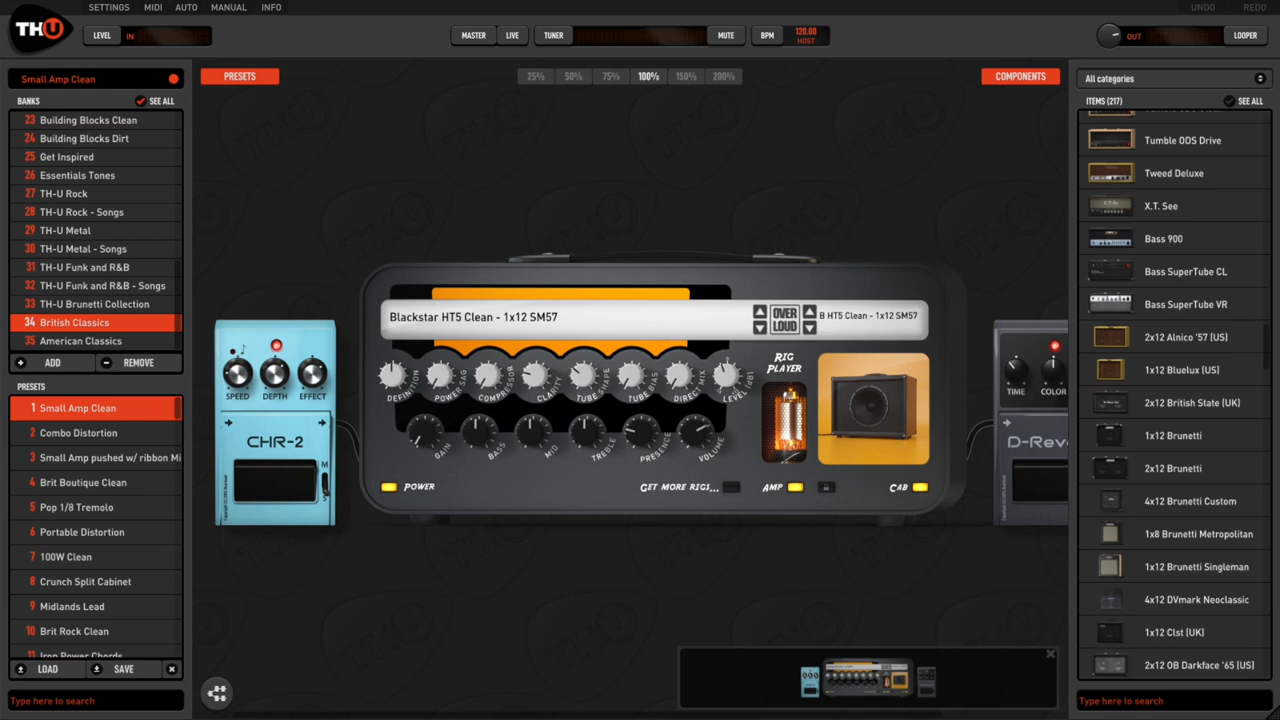 SETTINGS MIDI AUTO MANUAL INFO UNDO REDO
THU
LEVEL IN MASTER LIVE TUNER MUTE BPM 120.00 HOST OUT LOOPER
Small Amp Clean
PRESETS 25% 50% 75% 100% 150% 200% COMPONENTS
All categories
BANKS SEE ALL
ITEMS (217) SEE ALL
23 Building Blocks Clean
24 Building Blocks Dirt
25 Get Inspired
26 Essentials Tones
27 TH-U Rock
28 TH-U Rock - Songs
29 TH-U Metal
30 TH-U Metal - Songs
31 TH-U Funk and R&B
32 TH-U Funk and R&B - Songs
33 TH-U Brunetti Collection
34 British Classics
35 American Classics
ADD REMOVE
PRESETS
1 Small Amp Clean
2 Combo Distortion
3 Small Amp pushed w/ ribbon Mi
4 Brit Boutique Clean
5 Pop 1/8 Tremolo
6 Portable Distortion
7 100W Clean
8 Crunch Split Cabinet
9 Midlands Lead
10 Brit Rock Clean
11 Iron Power Chords
LOAD SAVE
Type here to search
SPEED DEPTH EFFECT
CHR-2
M
S
Blackstar HT5 Clean - 1x12 SM57
OVERLOUD
B HT5 Clean - 1x12 SM57
RIG PLAYER
DEFINITION POWER SAG COMPRESSOR CLARITY TUBE SHAPE TUBE BIAS DIRECT MIX LEVEL (dB)
GAIN BASS MID TREBLE PRESENCE VOLUME
POWER GET MORE RIGS... AMP CAB
TIME COLOR
D-Rev
Tumble ODS Drive
Tweed Deluxe
X.T. See
Bass 900
Bass SuperTube CL
Bass SuperTube VR
2x12 Alnico '57 (US)
1x12 Bluelux (US)
2x12 British State (UK)
1x12 Brunetti
2x12 Brunetti
4x12 Brunetti Custom
1x8 Brunetti Metropolitan
1x12 Brunetti Singleman
4x12 DVmark Neoclassic
1x12 Clst (UK)
2x12 OB Darkface '65 (US)
Type here to search